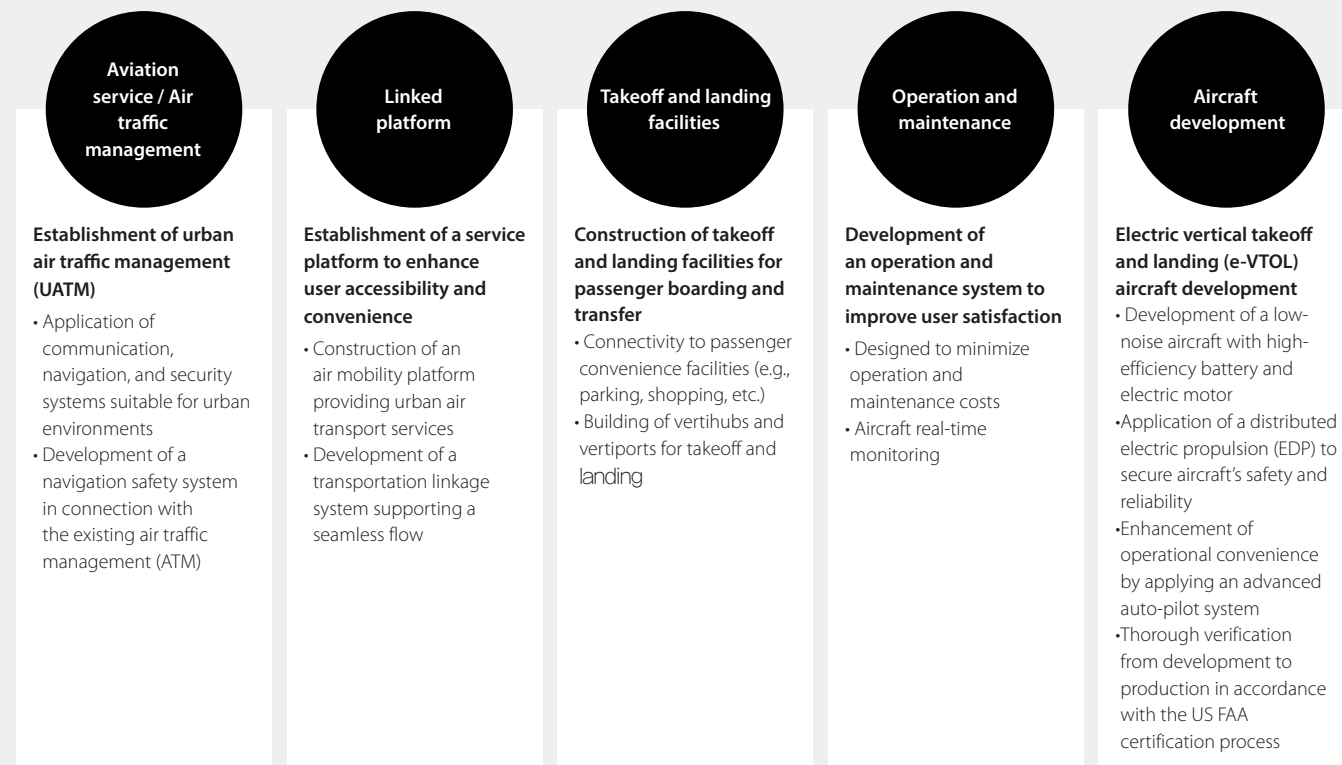 Aviation
service / Air
traffic
management
Establishment of urban
air traffic management
(UATM)
• Application of
communication,
navigation, and security
systems suitable for urban
environments
• Development of a
navigation safety system
in connection with
the existing air traffic
management (ATM)
Linked
platform
Establishment of a service
platform to enhance
user accessibility and
convenience
• Construction of an
air mobility platform
providing urban air
transport services
• Development of a
transportation linkage
system supporting a
seamless flow
Takeoff and landing
facilities
Construction of takeoff
and landing facilities for
passenger boarding and
transfer
• Connectivity to passenger
convenience facilities (e.g.,
parking, shopping, etc.)
• Building of vertihubs and
vertiports for takeoff and
landing
Operation and
maintenance
Development of
an operation and
maintenance system to
improve user satisfaction
• Designed to minimize
operation and
maintenance costs
• Aircraft real-time
monitoring
Aircraft
development
Electric vertical takeoff
and landing (e-VTOL)
aircraft development
• Development of a low-
noise aircraft with high-
efficiency battery and
electric motor
•Application of a distributed
electric propulsion (EDP) to
secure aircraft's safety and
reliability
•Enhancement of
operational convenience
by applying an advanced
auto-pilot system
•Thorough verification
from development to
production in accordance
with the US FAA
certification process